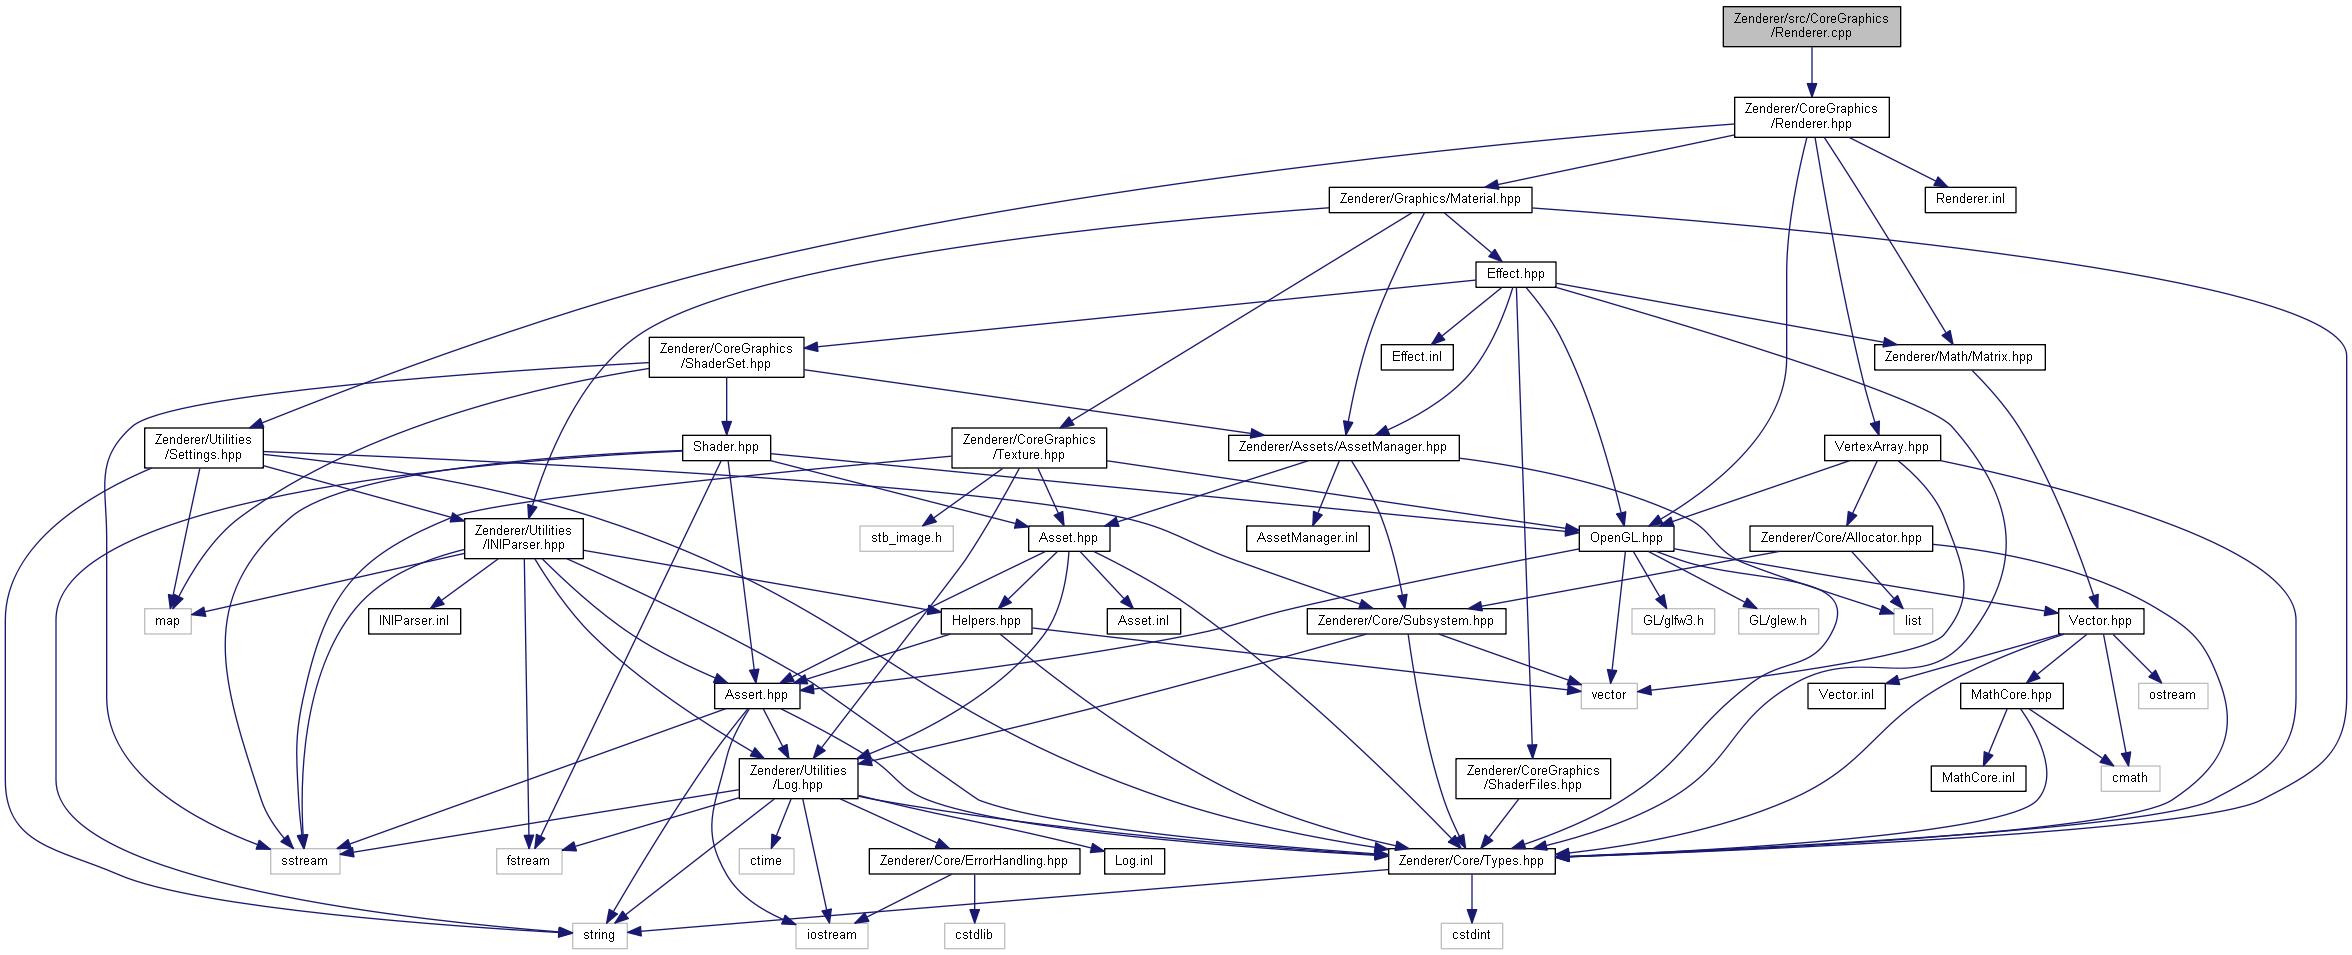 Zenderer/src/CoreGraphics
/Renderer.cpp
Zenderer/CoreGraphics
/Renderer.hpp
Zenderer/Graphics/Material.hpp
Renderer.inl
Effect.hpp
Zenderer/CoreGraphics
/ShaderSet.hpp
Effect.inl
Zenderer/Math/Matrix.hpp
Zenderer/Utilities
/Settings.hpp
Shader.hpp
Zenderer/CoreGraphics
/Texture.hpp
Zenderer/Assets/AssetManager.hpp
VertexArray.hpp
Zenderer/Utilities
/INIParser.hpp
stb_image.h
Asset.hpp
AssetManager.inl
OpenGL.hpp
Zenderer/Core/Allocator.hpp
map
INIParser.inl
Helpers.hpp
Asset.inl
Zenderer/Core/Subsystem.hpp
GL/glfw3.h
GL/glew.h
list
Vector.hpp
Assert.hpp
vector
Vector.inl
MathCore.hpp
ostream
Zenderer/Utilities
/Log.hpp
Zenderer/CoreGraphics
/ShaderFiles.hpp
MathCore.inl
cmath
sstream
fstream
ctime
Zenderer/Core/ErrorHandling.hpp
Log.inl
Zenderer/Core/Types.hpp
string
iostream
cstdlib
cstdint